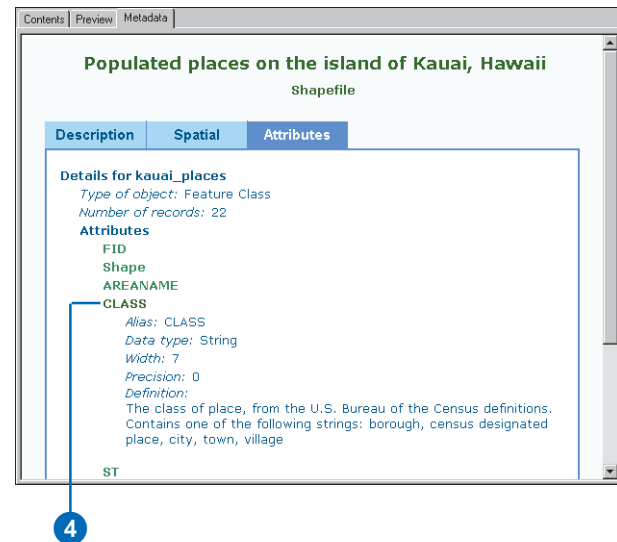 Contents Preview Metadata
Populated places on the island of Kauai, Hawaii
Shapefile
Description Spatial Attributes
Details for kauai_places
Type of object: Feature Class
Number of records: 22
Attributes
FID
Shape
AREANAME
CLASS
Alias: CLASS
Data type: String
Width: 7
Precision: 0
Definition:
The class of place, from the U.S. Bureau of the Census definitions.
Contains one of the following strings: borough, census designated
place, city, town, village
ST
4